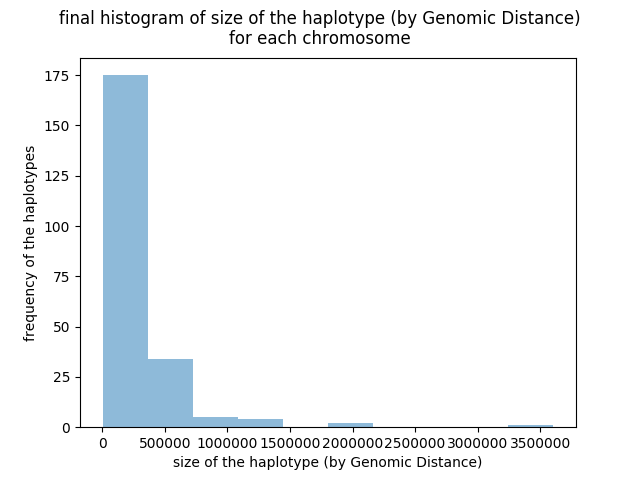 final histogram of size of the haplotype (by Genomic Distance)
for each chromosome
frequency of the haplotypes
175
150
125
100
75
50
25
0
0 500000 1000000 1500000 2000000 2500000 3000000 3500000
size of the haplotype (by Genomic Distance)